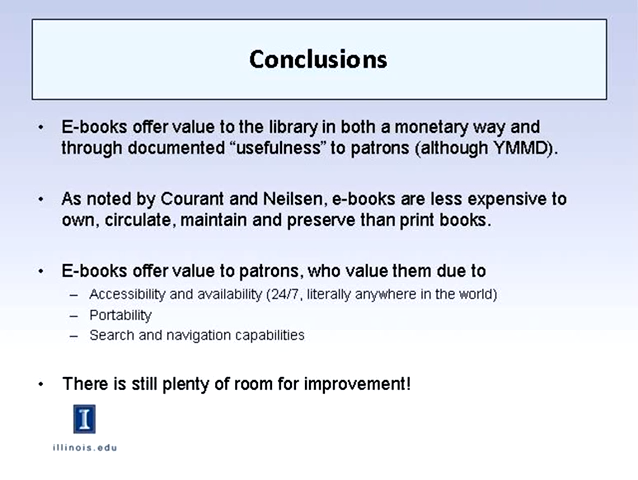 Conclusions
• E-books offer value to the library in both a monetary way and
through documented “usefulness” to patrons (although YMMD).
• As noted by Courant and Neilsen, e-books are less expensive to
own, circulate, maintain and preserve than print books.
• E-books offer value to patrons, who value them due to
– Accessibility and availability (24/7, literally anywhere in the world)
– Portability
– Search and navigation capabilities
• There is still plenty of room for improvement!
I
illinois.edu